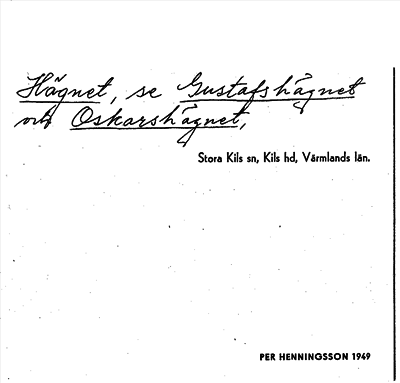 Hägnet, se Gustafshägnet
och Oskarshägnet,
Stora Kils sn, Kils hd, Värmlands län.
PER HENNINGSSON 1949